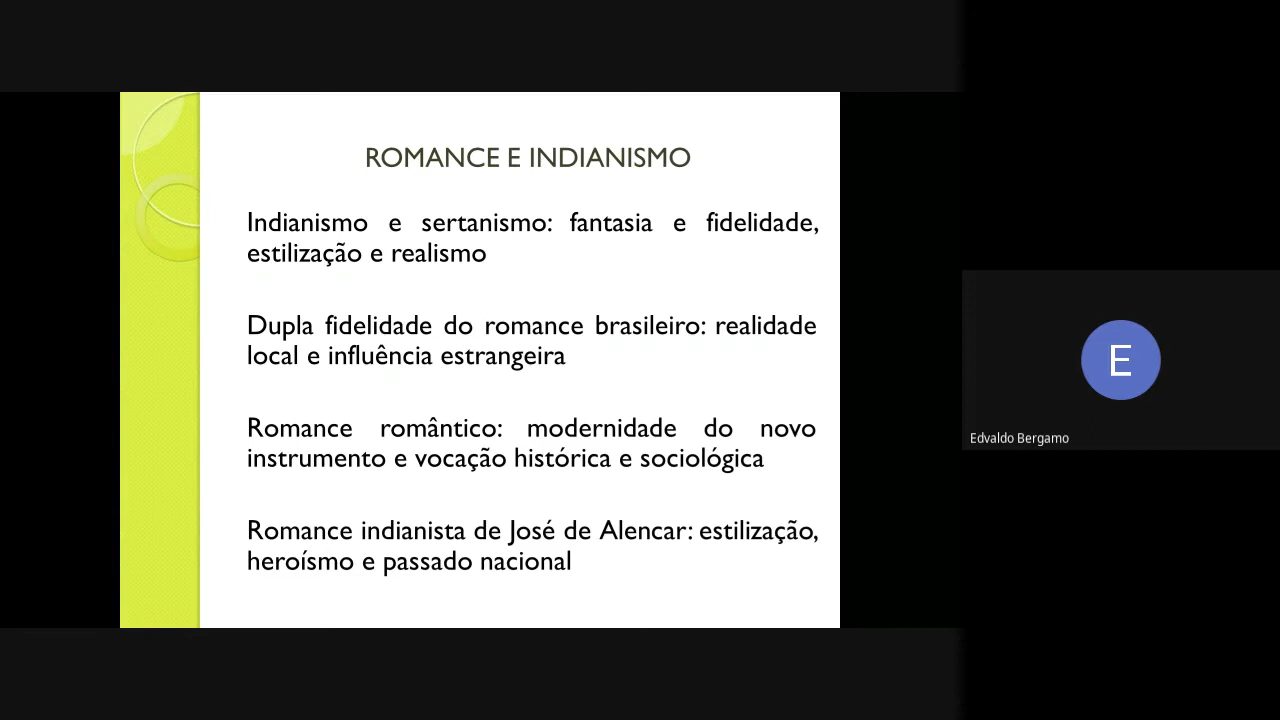 ROMANCE E INDIANISMO
Indianismo e sertanismo: fantasia e fidelidade,
estilização e realismo
Dupla fidelidade do romance brasileiro: realidade
local e influência estrangeira
Romance romântico: modernidade do novo
instrumento e vocação histórica e sociológica
Romance indianista de José de Alencar: estilização,
heroísmo e passado nacional
E
Edvaldo Bergamo